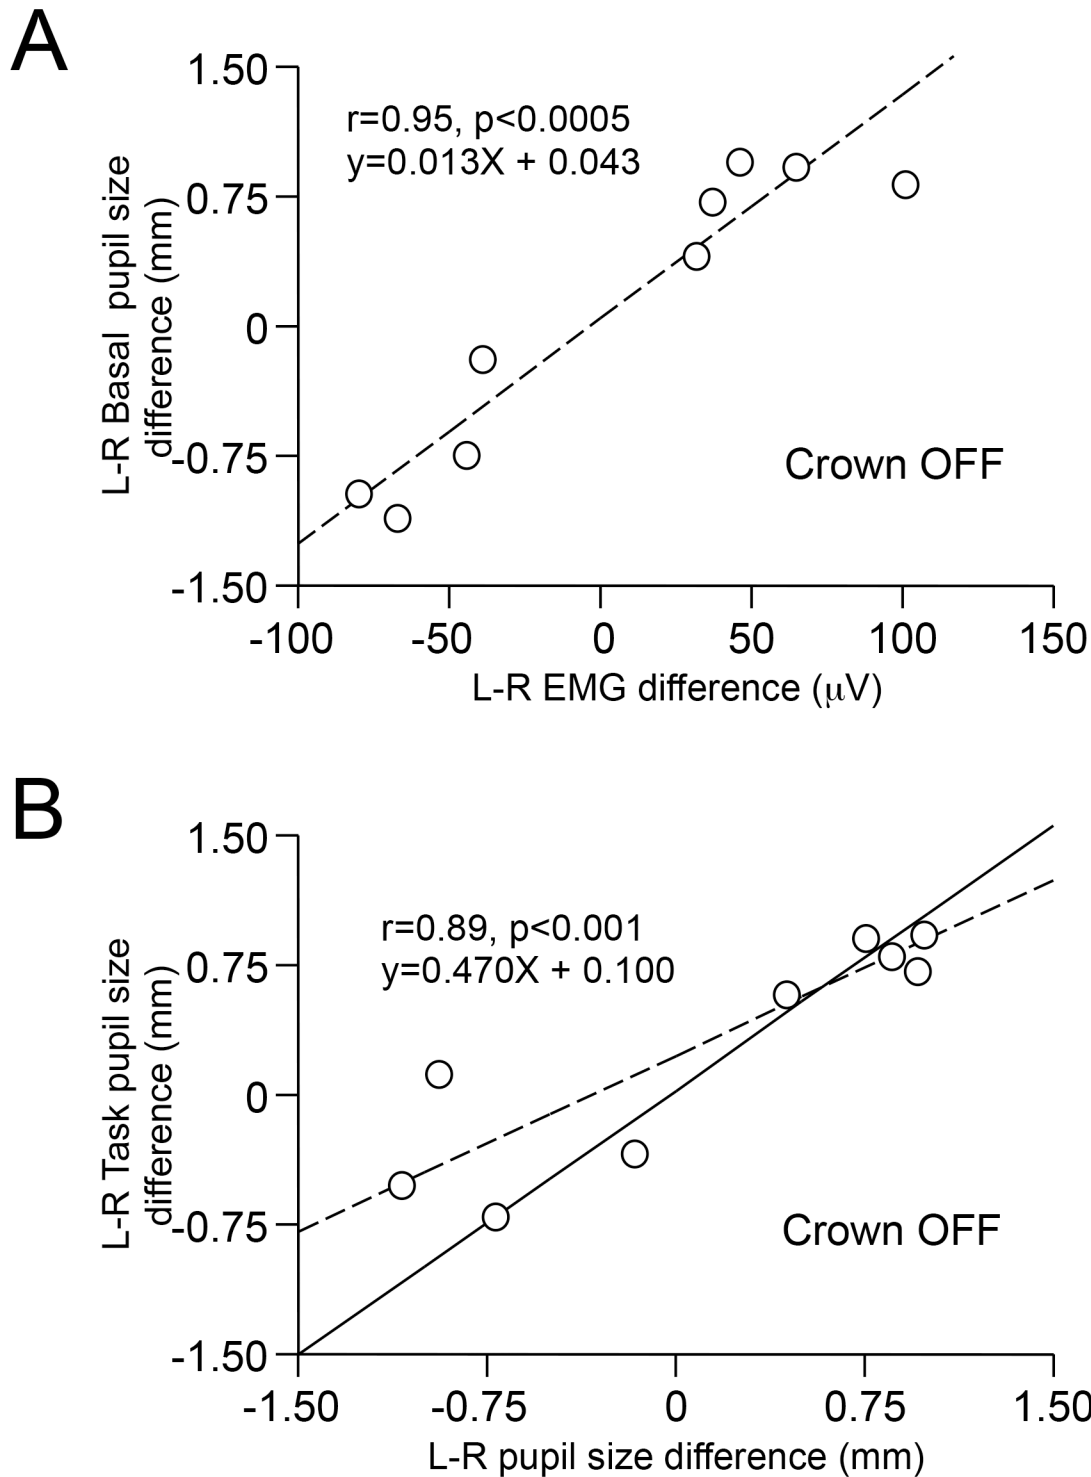 A
1.50
r=0.95, p<0.0005
y=0.013X + 0.043
0.75
0
-0.75
-1.50
L-R Basal pupil size
difference (mm)
Crown OFF
-100 -50 0 50 100 150
L-R EMG difference (μV)
B
1.50
r=0.89, p<0.001
y=0.470X + 0.100
0.75
0
-0.75
-1.50
L-R Task pupil size
difference (mm)
Crown OFF
-1.50 -0.75 0 0.75 1.50
L-R pupil size difference (mm)